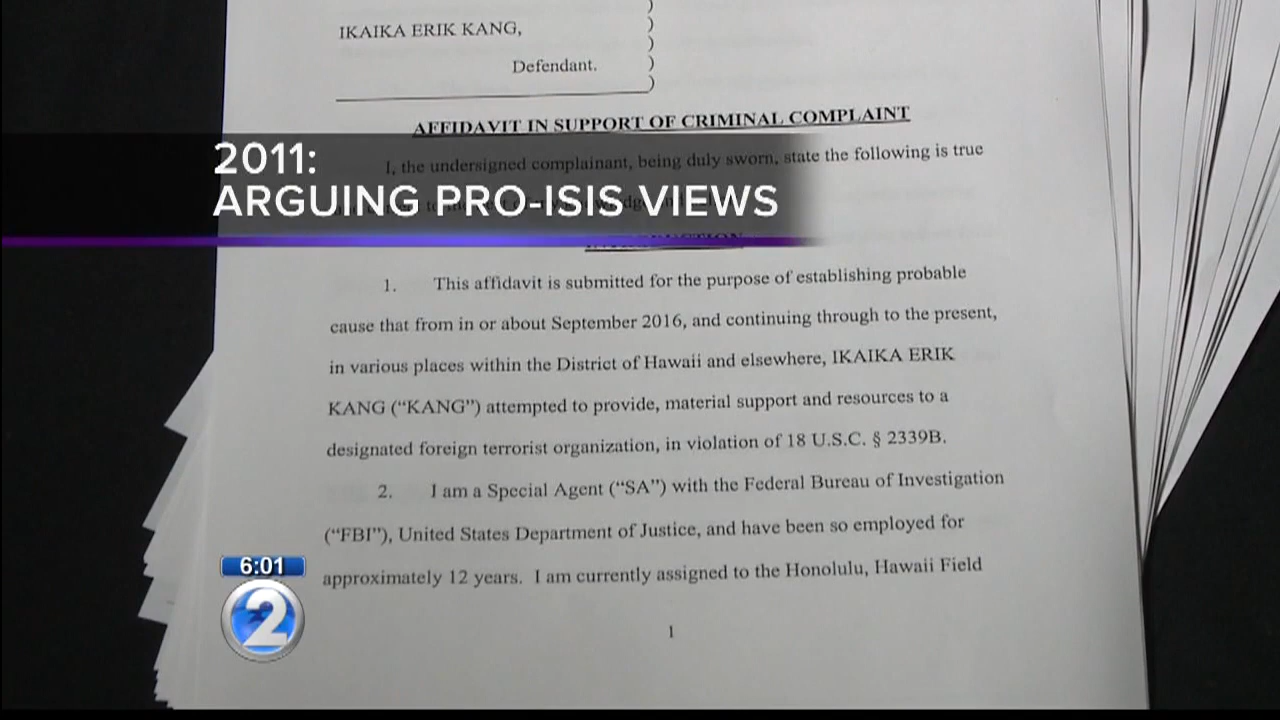 IKAIKA ERIK KANG,
Defendant.
)
)
)
)
)
AFFIDAVIT IN SUPPORT OF CRIMINAL COMPLAINT
2011:
ARGUING PRO-ISIS VIEWS
I, the undersigned complainant, being duly sworn, state the following is true
1. This affidavit is submitted for the purpose of establishing probable
cause that from in or about September 2016, and continuing through to the present,
in various places within the District of Hawaii and elsewhere, IKAIKA ERIK
KANG (“KANG”) attempted to provide, material support and resources to a
designated foreign terrorist organization, in violation of 18 U.S.C. § 2339B.
2. I am a Special Agent (“SA”) with the Federal Bureau of Investigation
(“FBI”), United States Department of Justice, and have been so employed for
approximately 12 years. I am currently assigned to the Honolulu, Hawaii Field
1
6:01
2